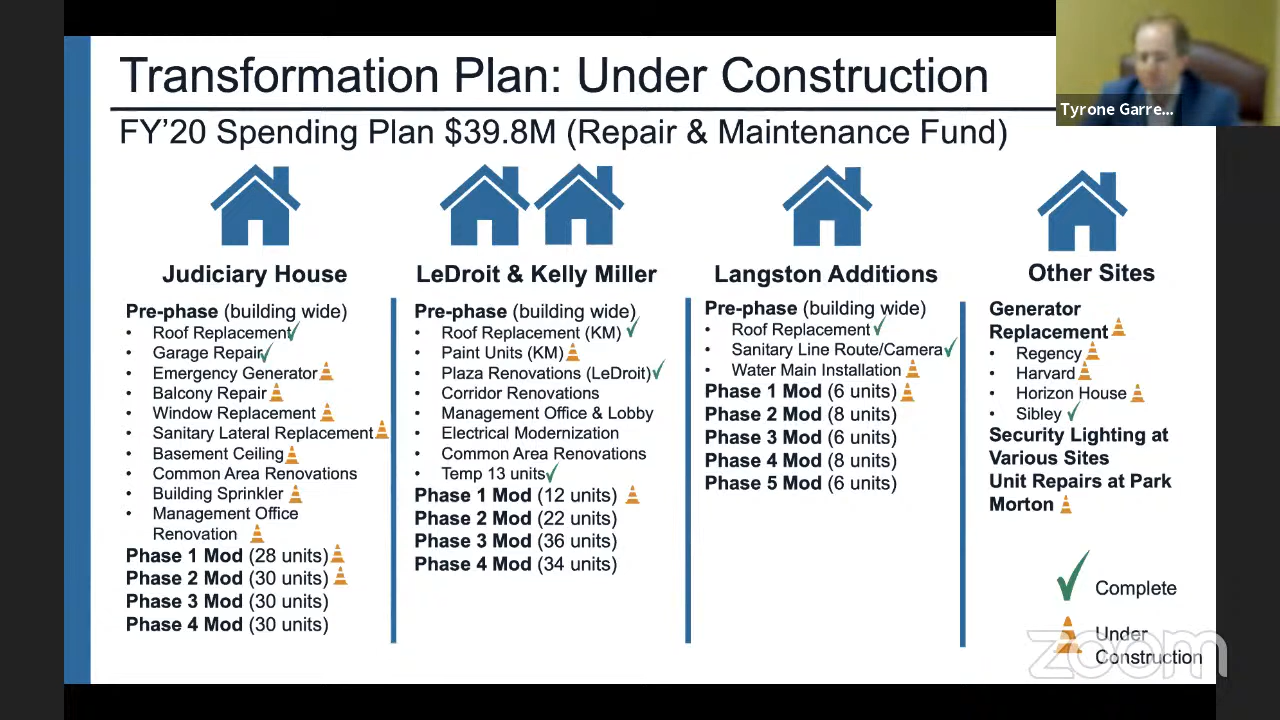 Transformation Plan: Under Construction
Tyrone Garre...
FY'20 Spending Plan $39.8M (Repair & Maintenance Fund)
Judiciary House
Pre-phase (building wide)
• Roof Replacement
• Garage Repair
• Emergency Generator
• Balcony Repair
• Window Replacement
• Sanitary Lateral Replacement
• Basement Ceiling
• Common Area Renovations
• Building Sprinkler
• Management Office
Renovation
Phase 1 Mod (28 units)
Phase 2 Mod (30 units)
Phase 3 Mod (30 units)
Phase 4 Mod (30 units)
LeDroit & Kelly Miller
Pre-phase (building wide)
• Roof Replacement (KM)
• Paint Units (KM)
• Plaza Renovations (LeDroit)
• Corridor Renovations
• Management Office & Lobby
• Electrical Modernization
• Common Area Renovations
• Temp 13 units
Phase 1 Mod (12 units)
Phase 2 Mod (22 units)
Phase 3 Mod (36 units)
Phase 4 Mod (34 units)
Langston Additions
Pre-phase (building wide)
• Roof Replacement
• Sanitary Line Route/Camera
• Water Main Installation
Phase 1 Mod (6 units)
Phase 2 Mod (8 units)
Phase 3 Mod (6 units)
Phase 4 Mod (8 units)
Phase 5 Mod (6 units)
Other Sites
Generator
Replacement
• Regency
• Harvard
• Horizon House
• Sibley
Security Lighting at
Various Sites
Unit Repairs at Park
Morton
Complete
Under
Construction
zoom